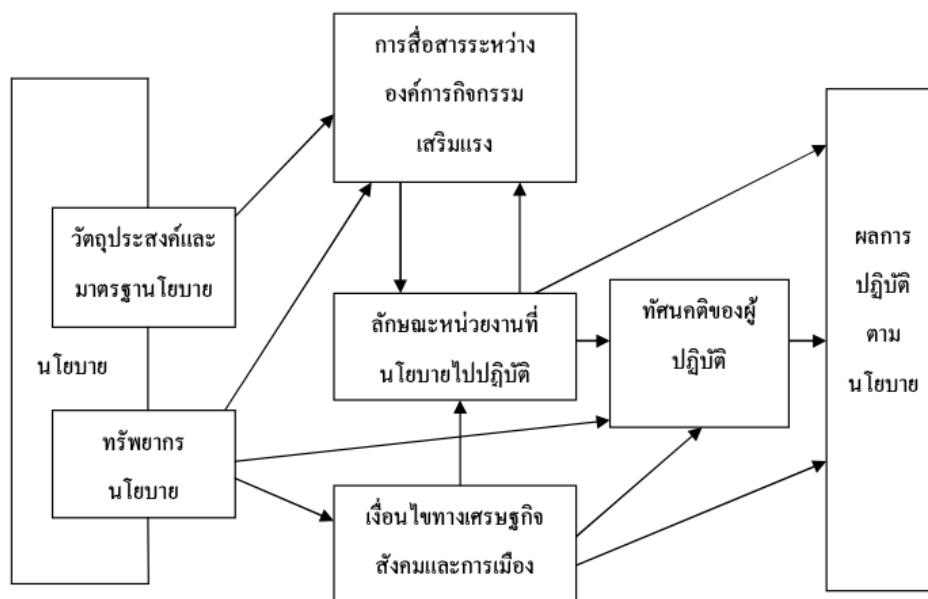 การสื่อสารระหว่าง
องค์การกิจกรรม
เสริมแรง
วัตถุประสงค์และ
มาตรฐานโยบาย
นโยบาย
ทรัพยากร
นโยบาย
ลักษณะหน่วยงานที่
นโยบายไปปฏิบัติ
เงื่อนไขทางเศรษฐกิจ
สังคมและการเมือง
ทัศนคติของผู้
ปฏิบัติ
ผลการ
ปฏิบัติ
ตาม
นโยบาย